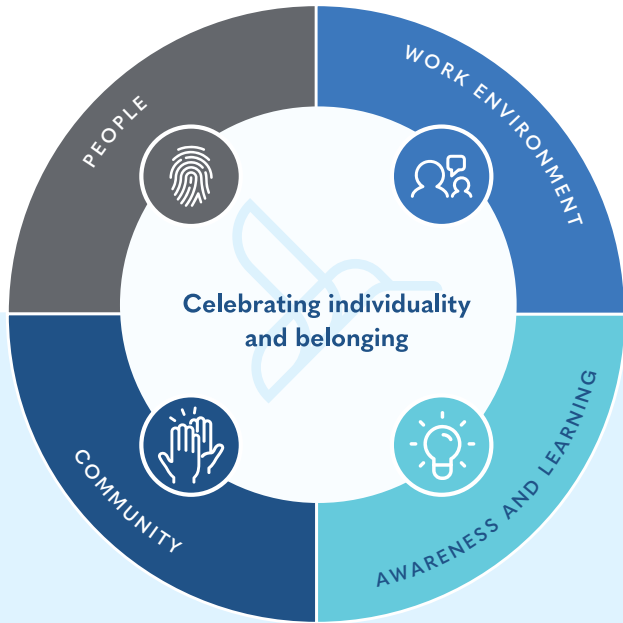 PEOPLE
WORK ENVIRONMENT
Celebrating individuality
and belonging
COMMUNITY
AWARENESS AND LEARNING